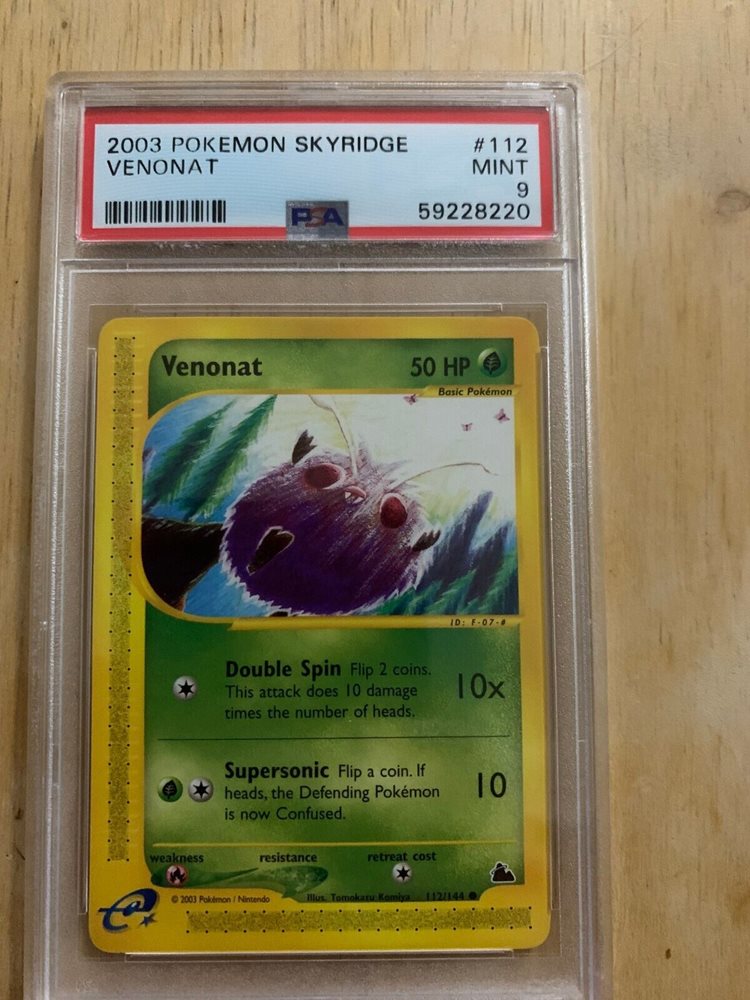 2003 POKEMON SKYRIDGE #112
VENONAT MINT
9
PSA 59228220
Venonat 50 HP
Basic Pokémon
ID: F-07-#
Double Spin Flip 2 coins.
This attack does 10 damage
times the number of heads.
10x
Supersonic Flip a coin. If
heads, the Defending Pokémon
is now Confused.
10
weakness resistance retreat cost
e
© 2003 Pokémon / Nintendo Illus. Tomokazu Komiya 112/144 ●